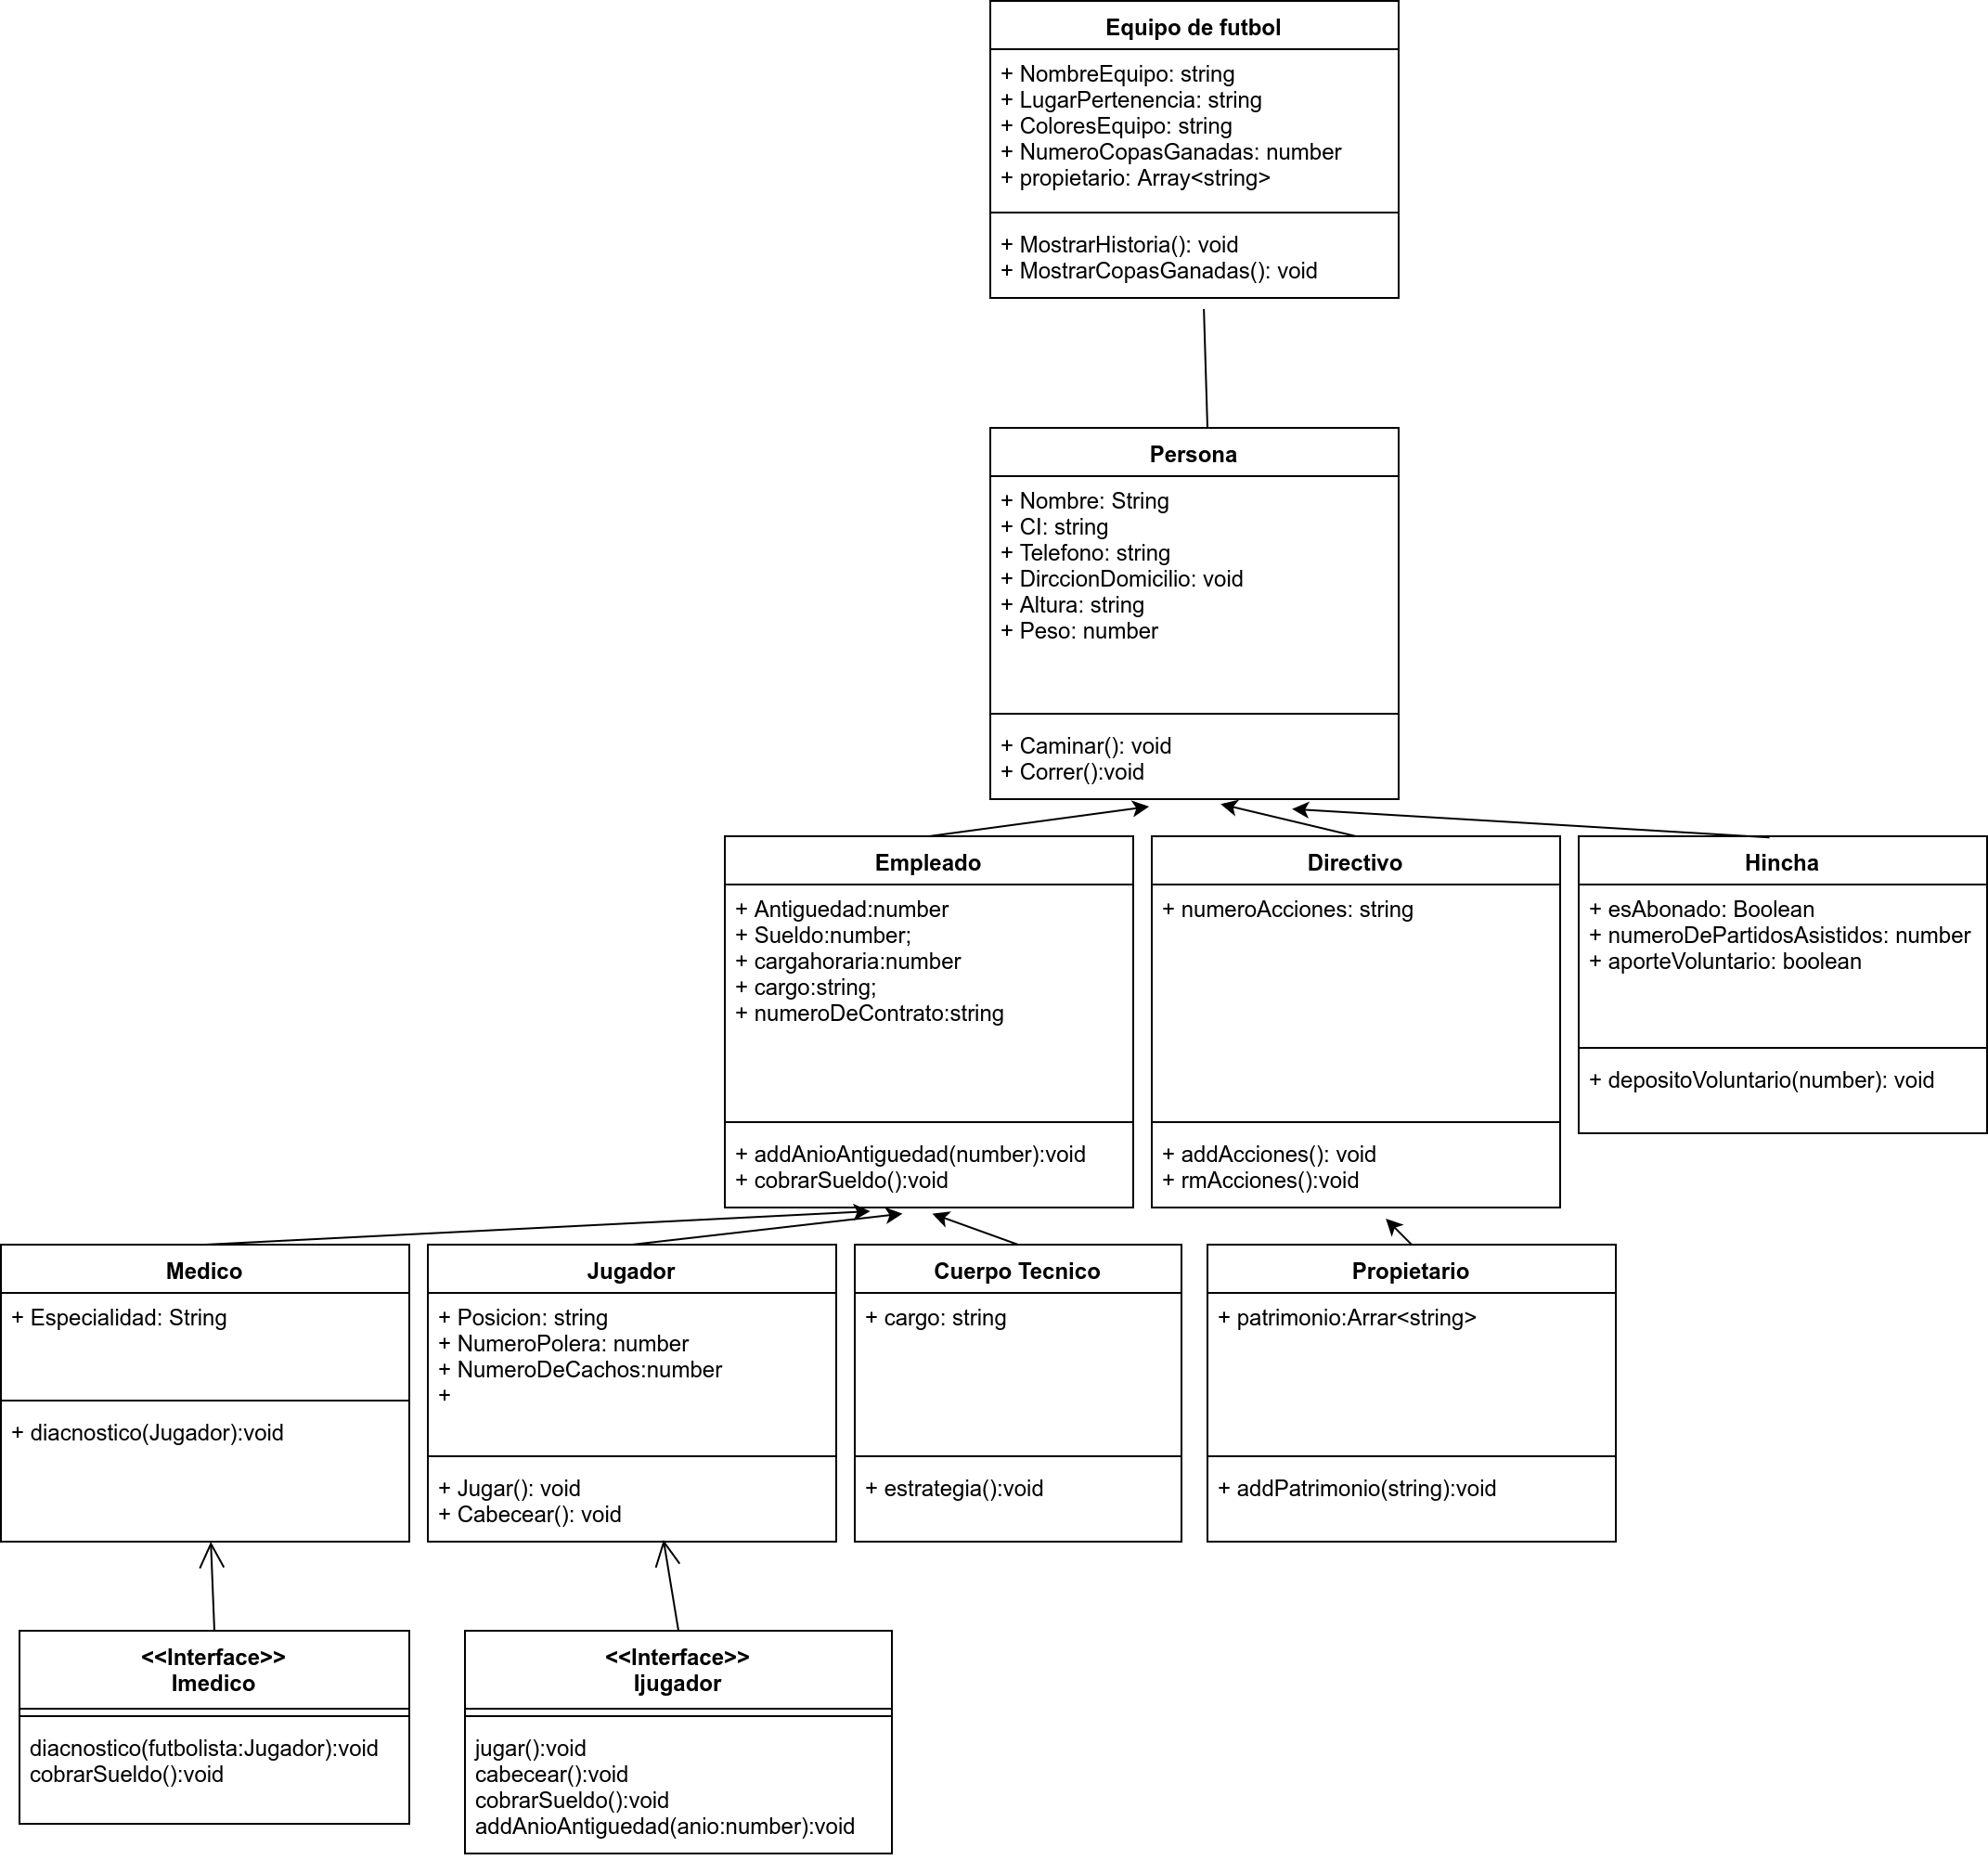 Equipo de futbol
+ NombreEquipo: string
+ LugarPertenencia: string
+ ColoresEquipo: string
+ NumeroCopasGanadas: number
+ propietario: Array<string>
+ MostrarHistoria(): void
+ MostrarCopasGanadas(): void
Persona
+ Nombre: String
+ CI: string
+ Telefono: string
+ DirccionDomicilio: void
+ Altura: string
+ Peso: number
+ Caminar(): void
+ Correr():void
Empleado
+ Antiguedad:number
+ Sueldo:number;
+ cargahoraria:number
+ cargo:string;
+ numeroDeContrato:string
+ addAnioAntiguedad(number):void
+ cobrarSueldo():void
Directivo
+ numeroAcciones: string
+ addAcciones(): void
+ rmAcciones():void
Hincha
+ esAbonado: Boolean
+ numeroDePartidosAsistidos: number
+ aporteVoluntario: boolean
+ depositoVoluntario(number): void
Medico
+ Especialidad: String
+ diacnostico(Jugador):void
Jugador
+ Posicion: string
+ NumeroPolera: number
+ NumeroDeCachos:number
+
+ Jugar(): void
+ Cabecear(): void
Cuerpo Tecnico
+ cargo: string
+ estrategia():void
Propietario
+ patrimonio:Arrar<string>
+ addPatrimonio(string):void
<<Interface>>
Imedico
diacnostico(futbolista:Jugador):void
cobrarSueldo():void
<<Interface>>
Ijugador
jugar():void
cabecear():void
cobrarSueldo():void
addAnioAntiguedad(anio:number):void